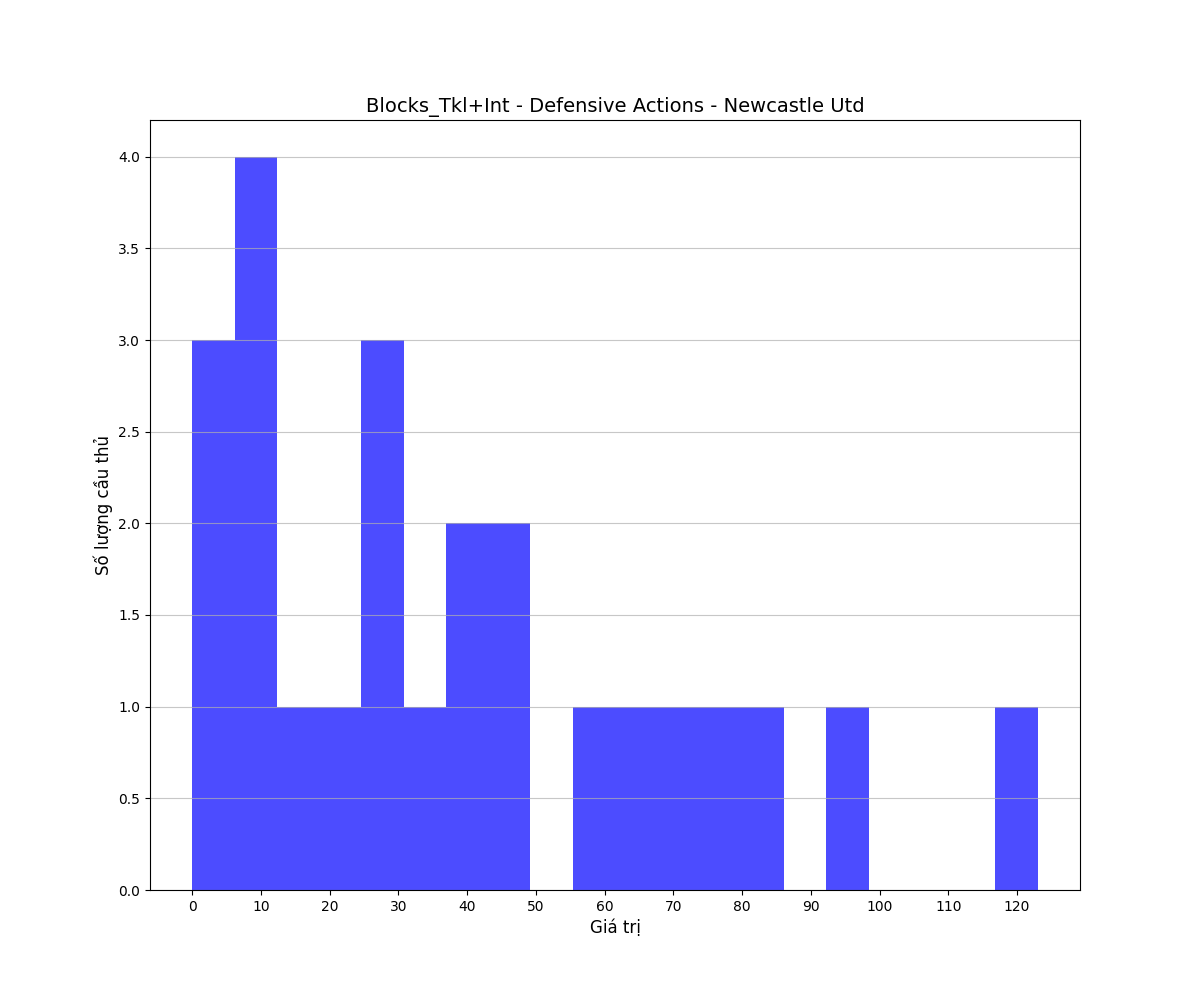 Blocks_Tkl+Int - Defensive Actions - Newcastle Utd
Số lượng cầu thủ
4.0
3.5
3.0
2.5
2.0
1.5
1.0
0.5
0.0
0 10 20 30 40 50 60 70 80 90 100 110 120
Giá trị